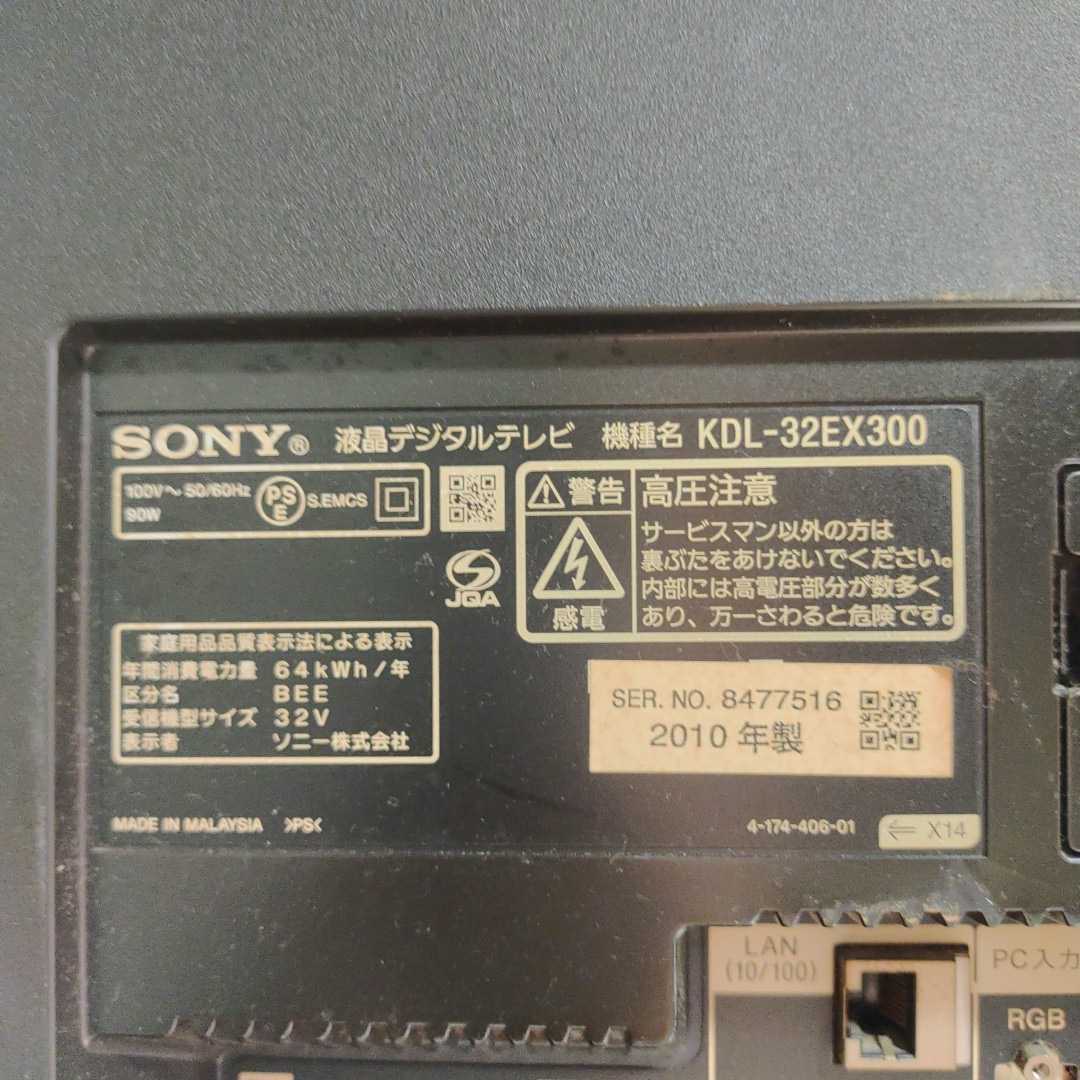 SONY® 液晶デジタルテレビ 機種名 KDL-32EX300
100V～50/60Hz
90W
PS
E
S.EMCS
JQA
警告 高圧注意
感電
サービスマン以外の方は
裏ぶたをあけないでください。
内部には高電圧部分が数多く
あり、万一さわると危険です。
家庭用品品質表示法による表示
年間消費電力量 64kWh/年
区分名 BEE
受信機型サイズ 32V
表示者 ソニー株式会社
SER. NO. 8477516
2010 年製
MADE IN MALAYSIA >PS<
4-174-406-01
⇐ X14
LAN
(10/100)
PC入力
RGB